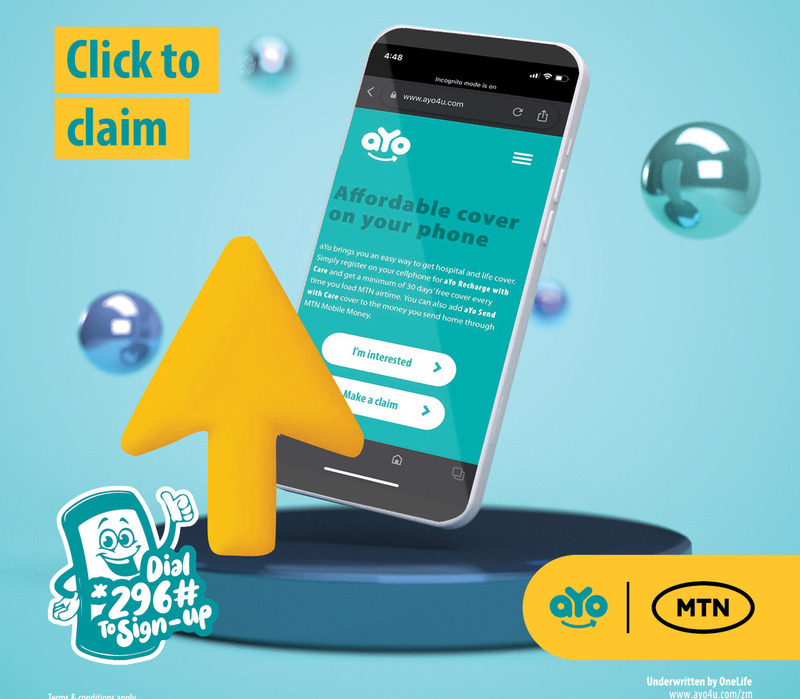 Click to
claim
4:48
Incognito mode is on
www.ayo4u.com
aYo
Affordable cover
on your phone
aYo brings you an easy way to get hospital and life cover.
Simply register on your cellphone for aYo Recharge with
Care and get a minimum of 30 days' free cover every
time you load MTN airtime. You can also add aYo Send
with Care cover to the money you send home through
MTN Mobile Money.
I'm interested
Make a claim
Dial
*296#
To Sign-up
aYo
MTN
Underwritten by OneLife
www.ayo4u.com/zm
Terms & conditions apply